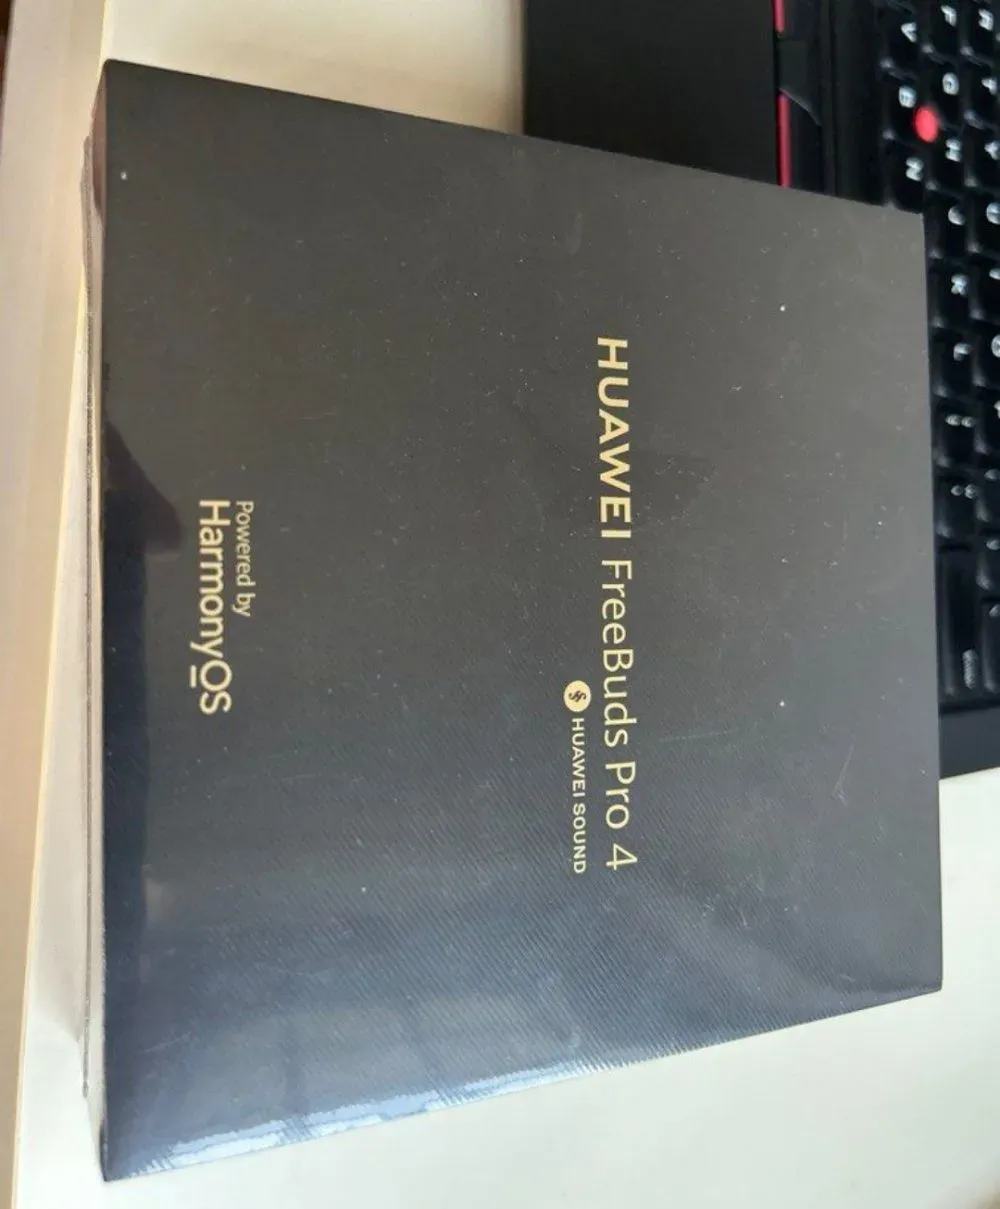 HUAWEI FreeBuds Pro 4
HUAWEI SOUND
Powered by
HarmonyOS